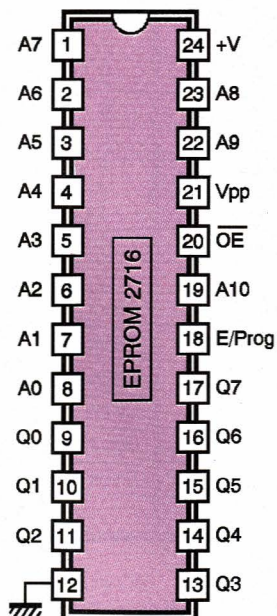 A7 1 24 +V
A6 2 23 A8
A5 3 22 A9
A4 4 21 Vpp
A3 5 20 OE
A2 6 19 A10
A1 7 18 E/Prog
A0 8 17 Q7
Q0 9 16 Q6
Q1 10 15 Q5
Q2 11 14 Q4
12 13 Q3
EPROM 2716